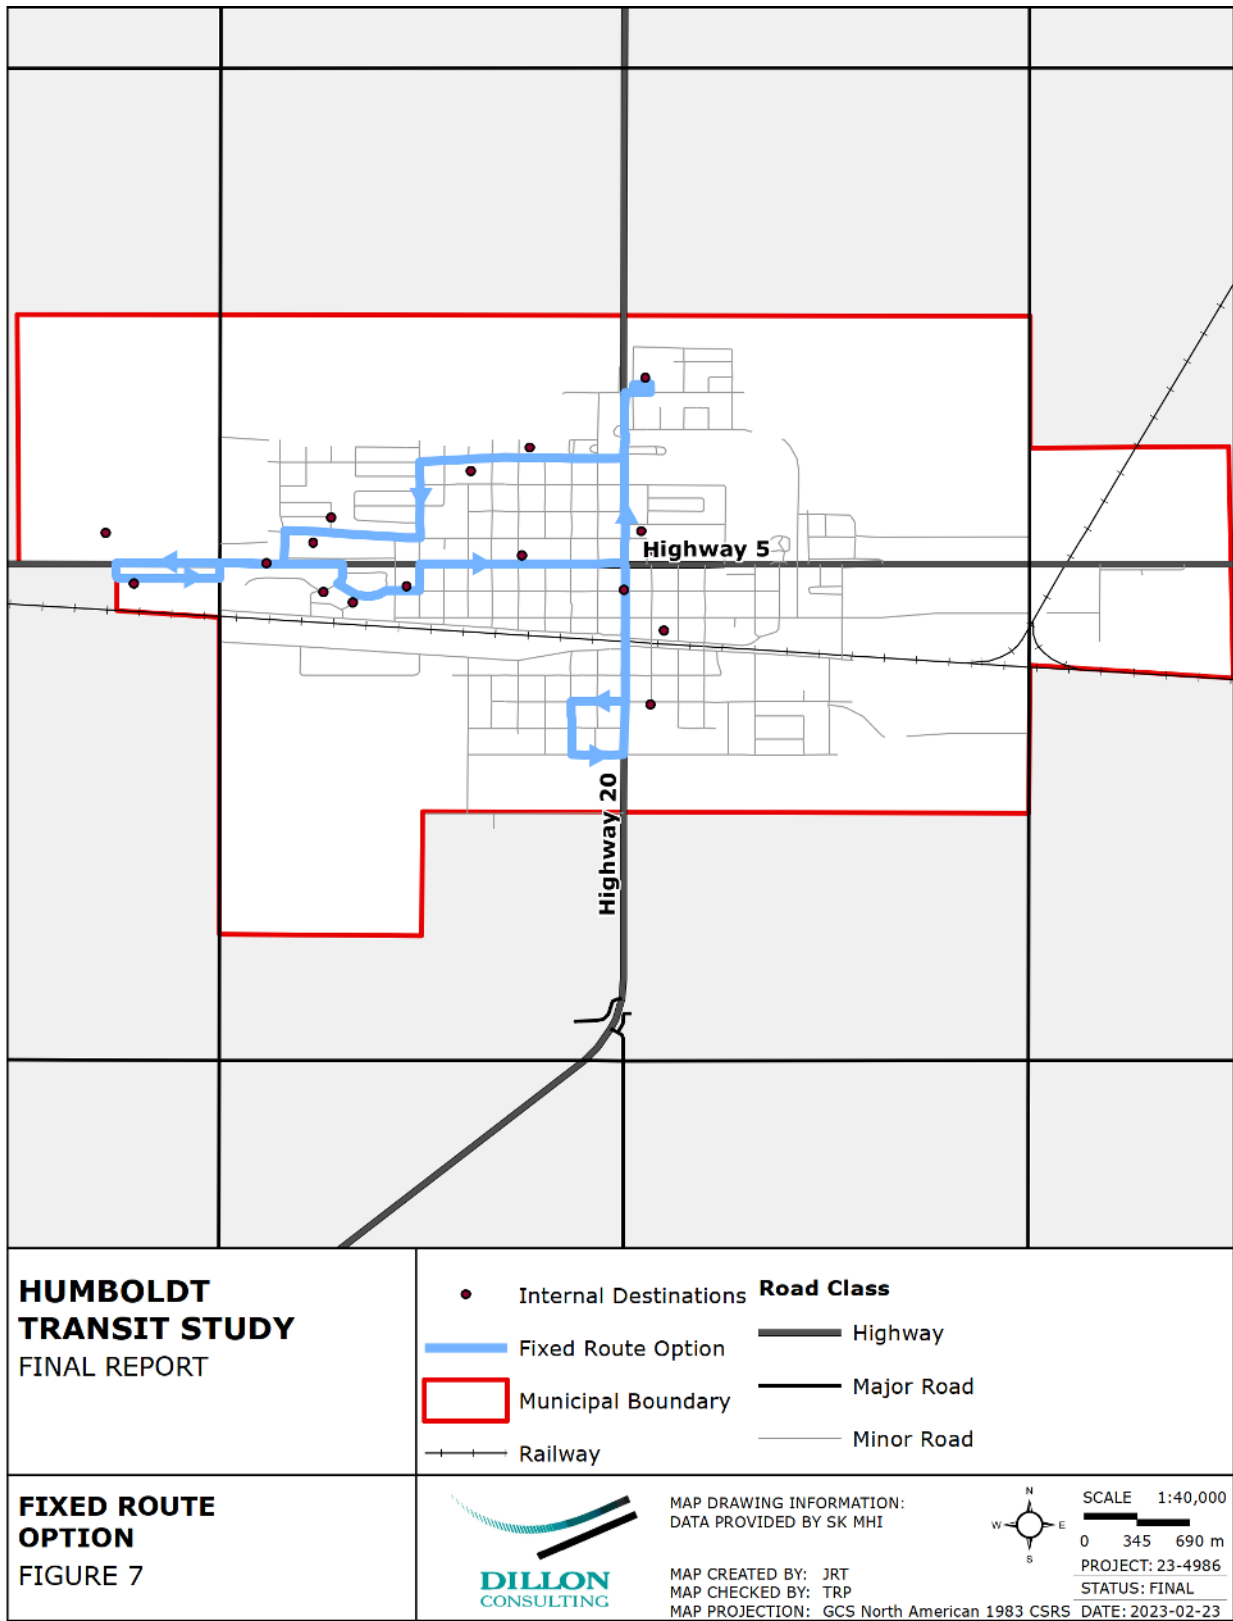 Highway 5
Highway 20
HUMBOLDT
TRANSIT STUDY
FINAL REPORT
Internal Destinations
Fixed Route Option
Municipal Boundary
Railway
Road Class
Highway
Major Road
Minor Road
FIXED ROUTE
OPTION
FIGURE 7
DILLON
CONSULTING
MAP DRAWING INFORMATION:
DATA PROVIDED BY SK MHI
MAP CREATED BY: JRT
MAP CHECKED BY: TRP
MAP PROJECTION: GCS North American 1983 CSRS
N
W E
S
SCALE 1:40,000
0 345 690 m
PROJECT: 23-4986
STATUS: FINAL
DATE: 2023-02-23